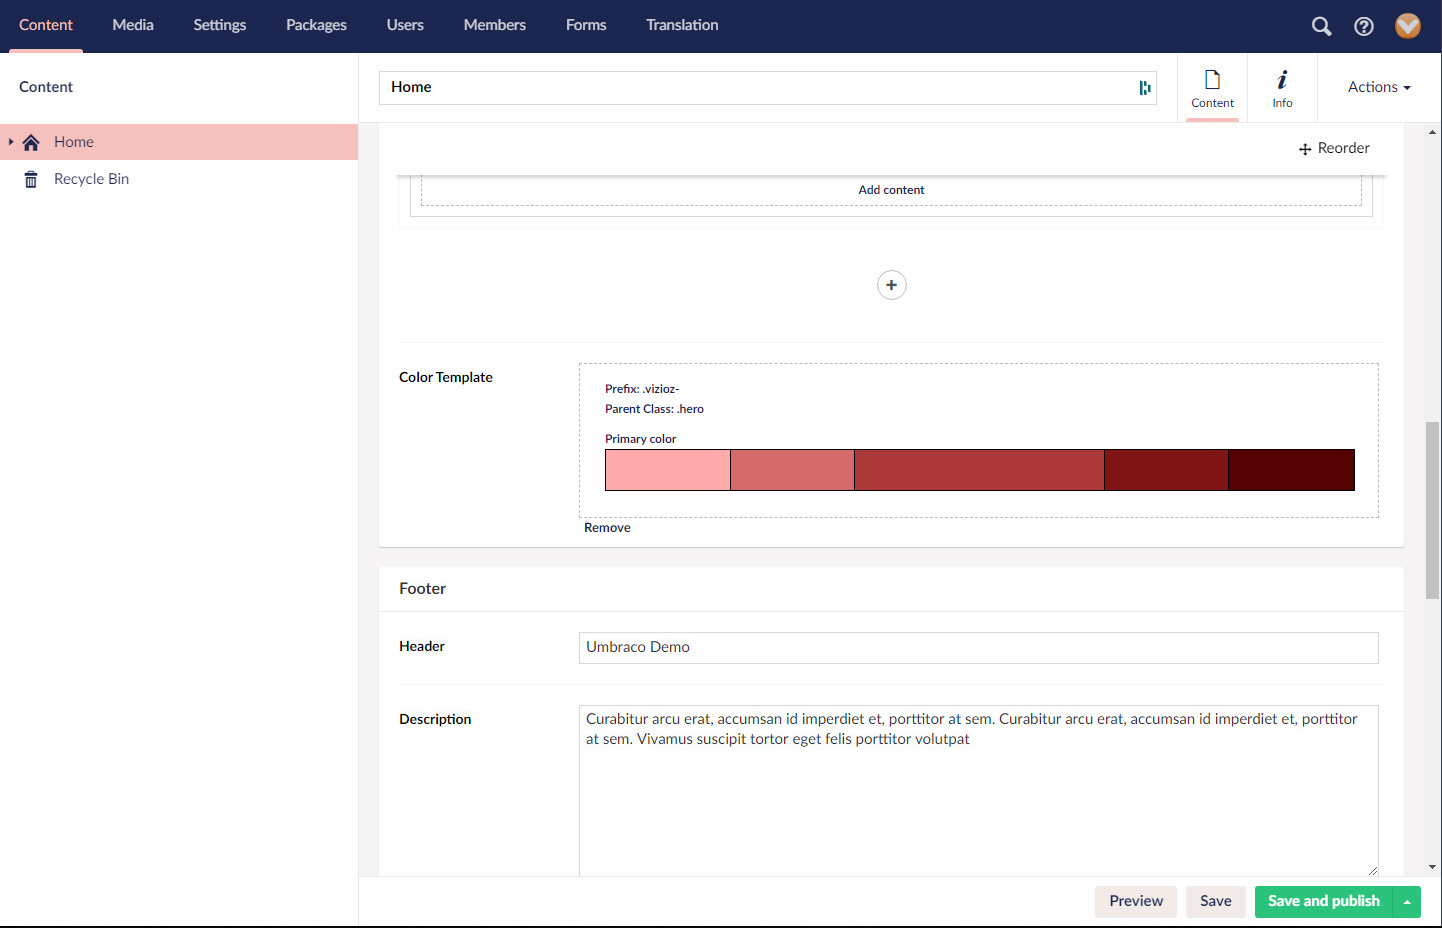 Content Media Settings Packages Users Members Forms Translation
Content
Home
Recycle Bin
Home
Content
Info
Actions
Reorder
Add content
Color Template
Prefix: .vizioz-
Parent Class: .hero
Primary color
Remove
Footer
Header
Umbraco Demo
Description
Curabitur arcu erat, accumsan id imperdiet et, porttitor at sem. Curabitur arcu erat, accumsan id imperdiet et, porttitor
at sem. Vivamus suscipit tortor eget felis porttitor volutpat
Preview Save Save and publish